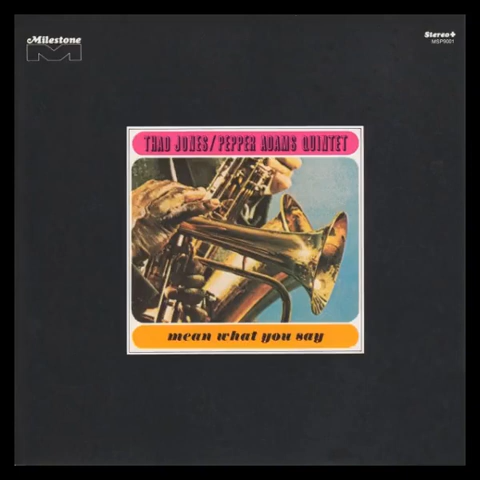 Milestone
Stereo+
MSP9001
THAD JONES/PEPPER ADAMS QUINTET
mean what you say